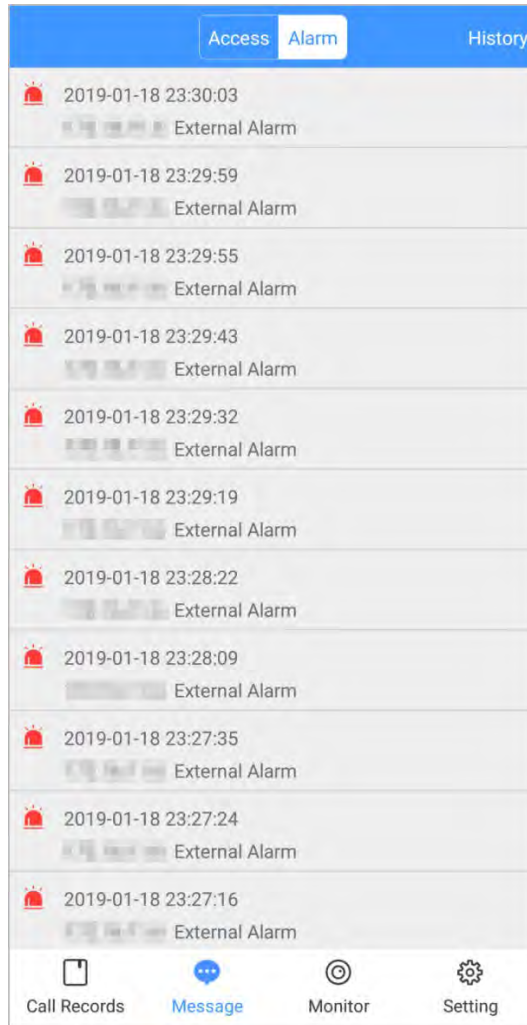 Access Alarm History
2019-01-18 23:30:03
External Alarm
2019-01-18 23:29:59
External Alarm
2019-01-18 23:29:55
External Alarm
2019-01-18 23:29:43
External Alarm
2019-01-18 23:29:32
External Alarm
2019-01-18 23:29:19
External Alarm
2019-01-18 23:28:22
External Alarm
2019-01-18 23:28:09
External Alarm
2019-01-18 23:27:35
External Alarm
2019-01-18 23:27:24
External Alarm
2019-01-18 23:27:16
External Alarm
Call Records Message Monitor Setting